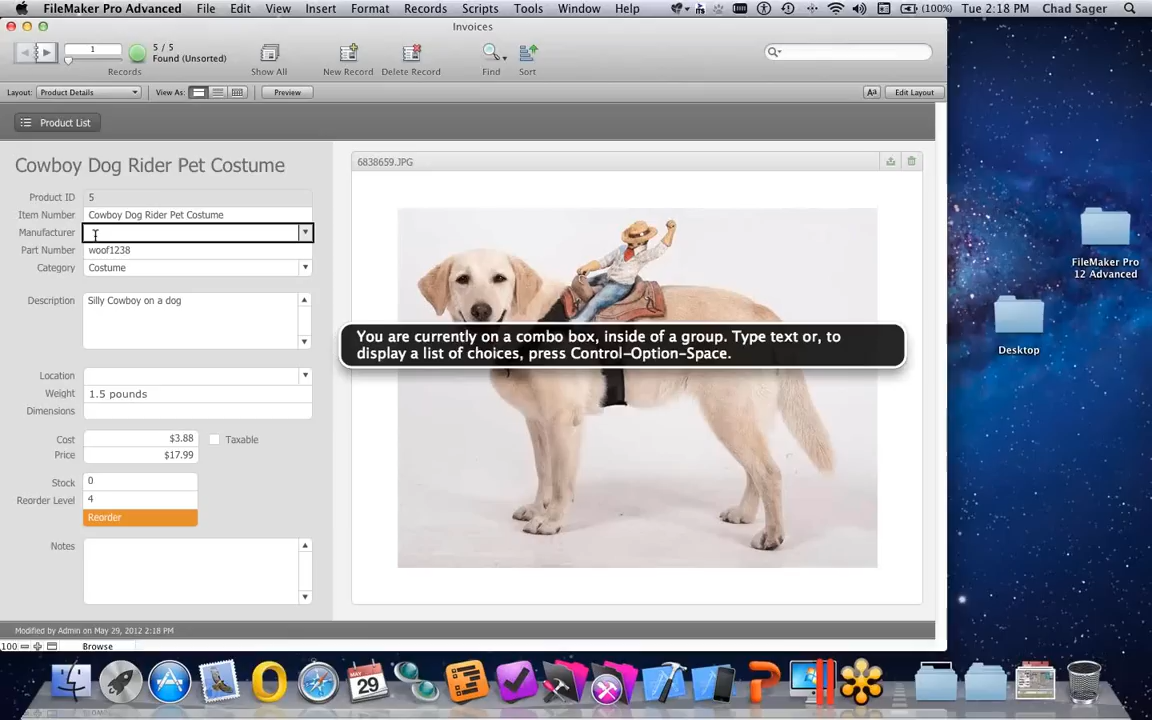 FileMaker Pro Advanced File Edit View Insert Format Records Scripts Tools Window Help (100%) Tue 2:18 PM Chad Sager
Invoices
1
5 / 5
Found (Unsorted)
Records
Show All
New Record
Delete Record
Find
Sort
Layout: Product Details View As: Preview Aa Edit Layout
Product List
Cowboy Dog Rider Pet Costume
6838659.JPG
Product ID 5
Item Number Cowboy Dog Rider Pet Costume
Manufacturer
Part Number woof1238
Category Costume
Description Silly Cowboy on a dog
You are currently on a combo box, inside of a group. Type text or, to
display a list of choices, press Control-Option-Space.
Location
Weight 1.5 pounds
Dimensions
Cost $3.88 Taxable
Price $17.99
Stock 0
Reorder Level 4
Reorder
Notes
Modified by Admin on May 29, 2012 2:18 PM
100 Browse
FileMaker Pro
12 Advanced
Desktop
MAY
29